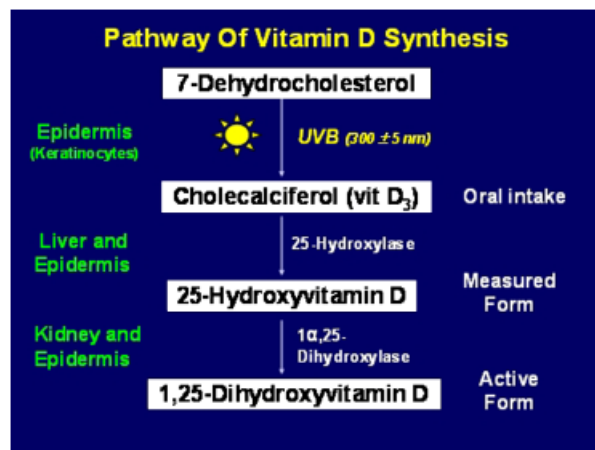 Pathway Of Vitamin D Synthesis
7-Dehydrocholesterol
Epidermis
(Keratinocytes)
UVB (300 ±5 nm)
Cholecalciferol (vit D3)
Oral intake
Liver and
Epidermis
25-Hydroxylase
25-Hydroxyvitamin D
Measured
Form
Kidney and
Epidermis
1α,25-
Dihydroxylase
1,25-Dihydroxyvitamin D
Active
Form